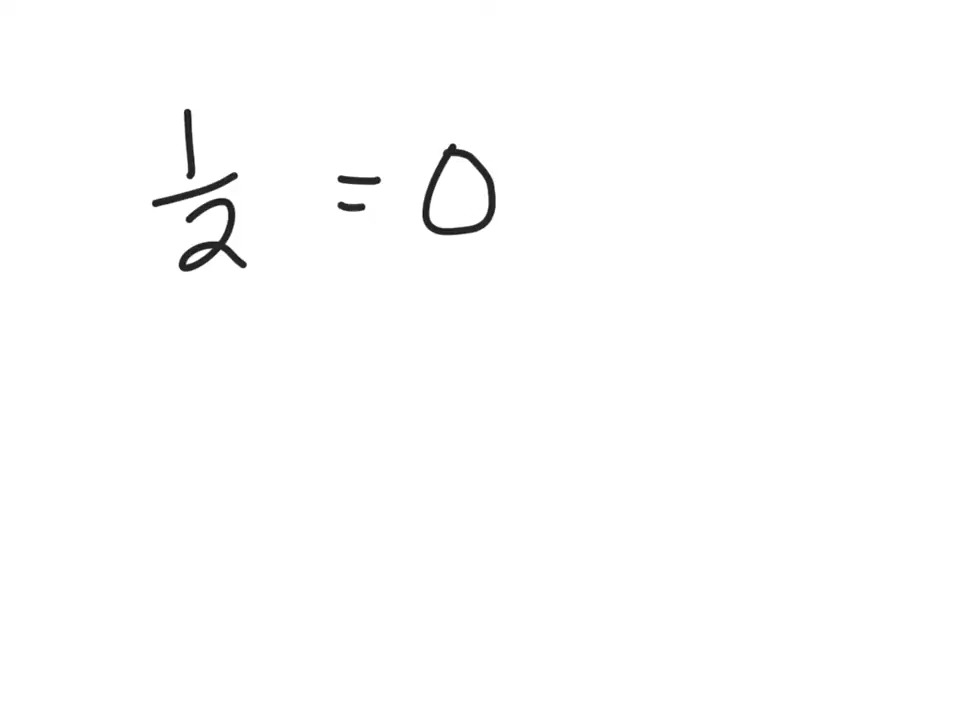 1/2 = 0